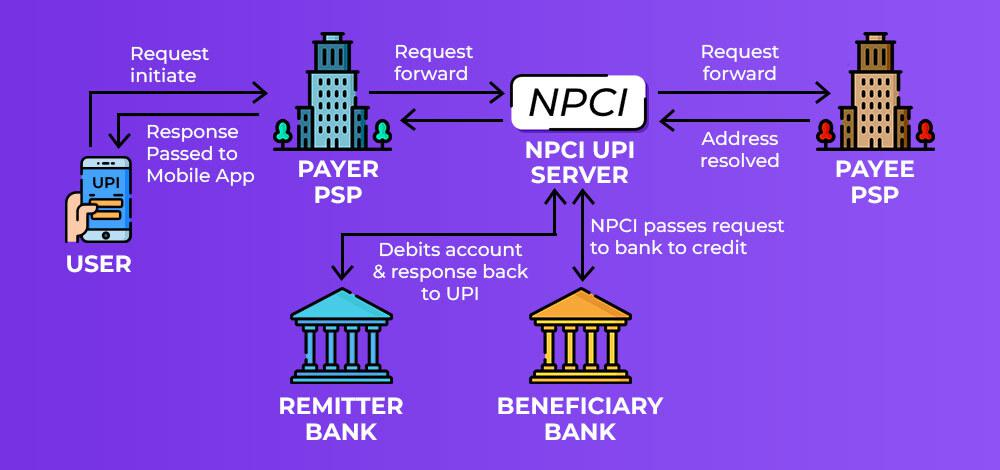 Request
initiate
Response
Passed to
Mobile App
UPI
USER
PAYER
PSP
Request
forward
NPCI
NPCI UPI
SERVER
Request
forward
Address
resolved
PAYEE
PSP
Debits account
& response back
to UPI
NPCI passes request
to bank to credit
REMITTER
BANK
BENEFICIARY
BANK